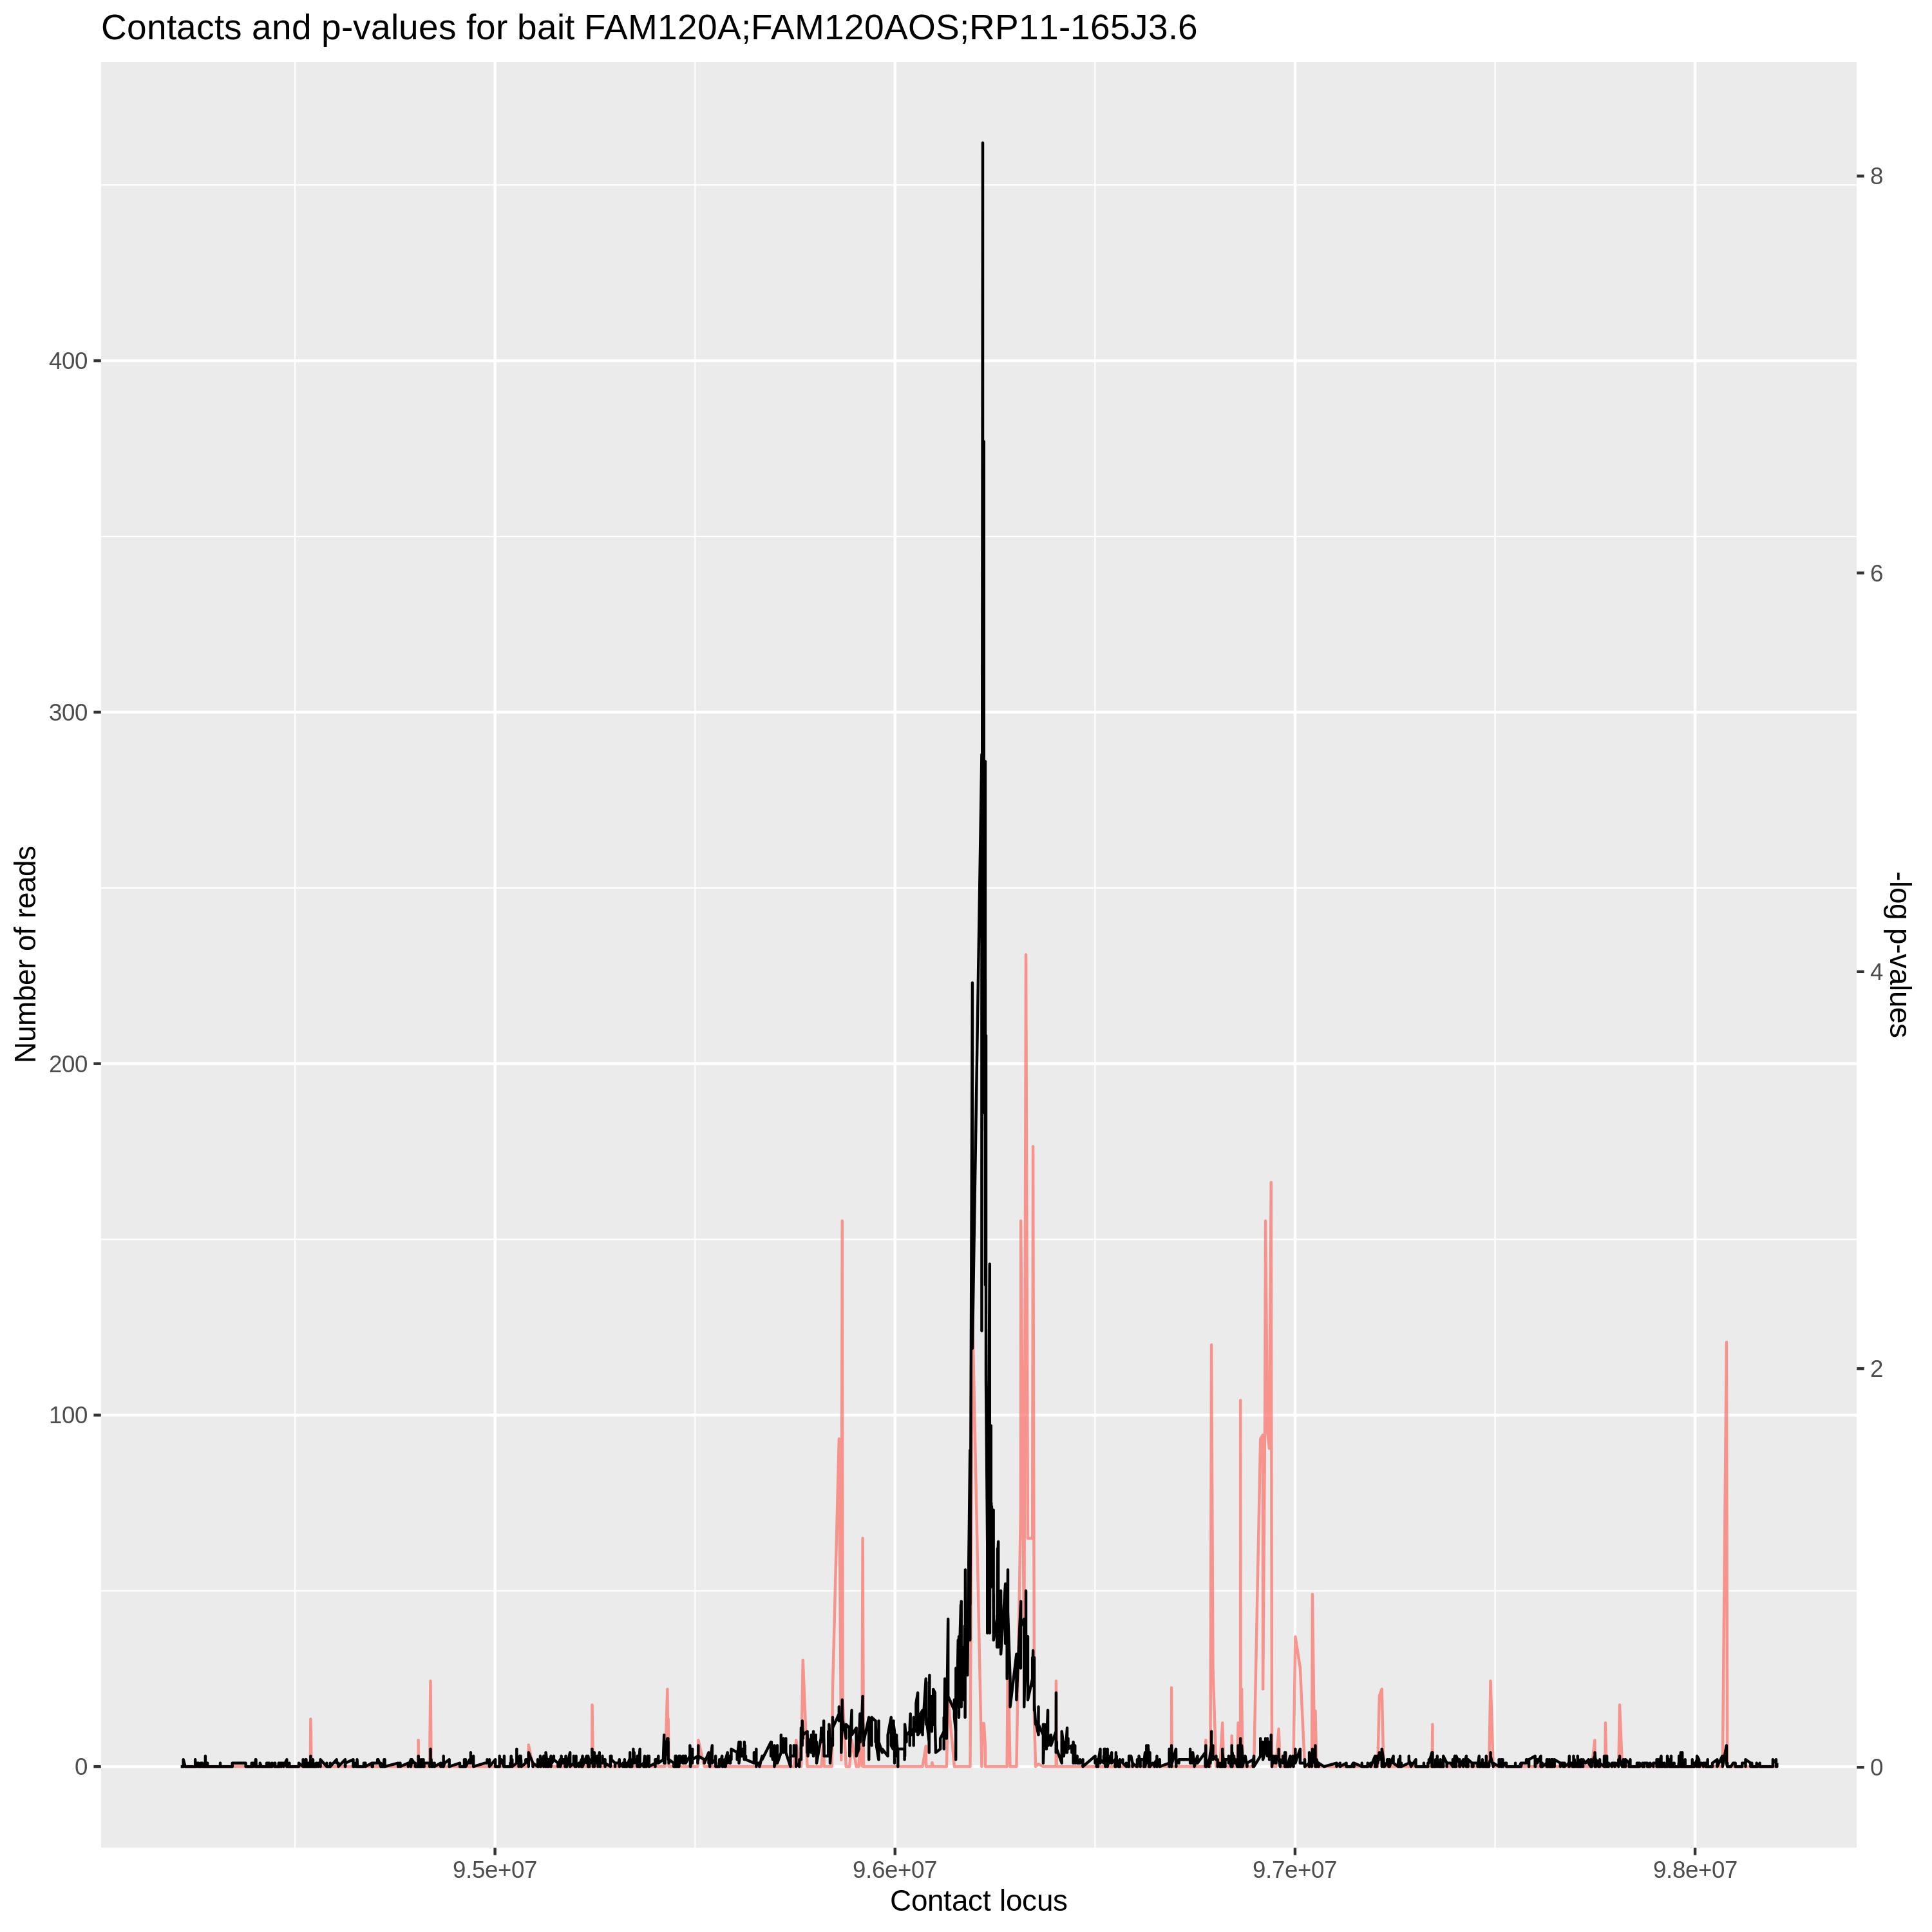 Contacts and p-values for bait FAM120A;FAM120AOS;RP11-165J3.6
Number of reads
400
300
200
100
0
8
6
4
2
0
-log p-values
9.5e+07 9.6e+07 9.7e+07 9.8e+07
Contact locus